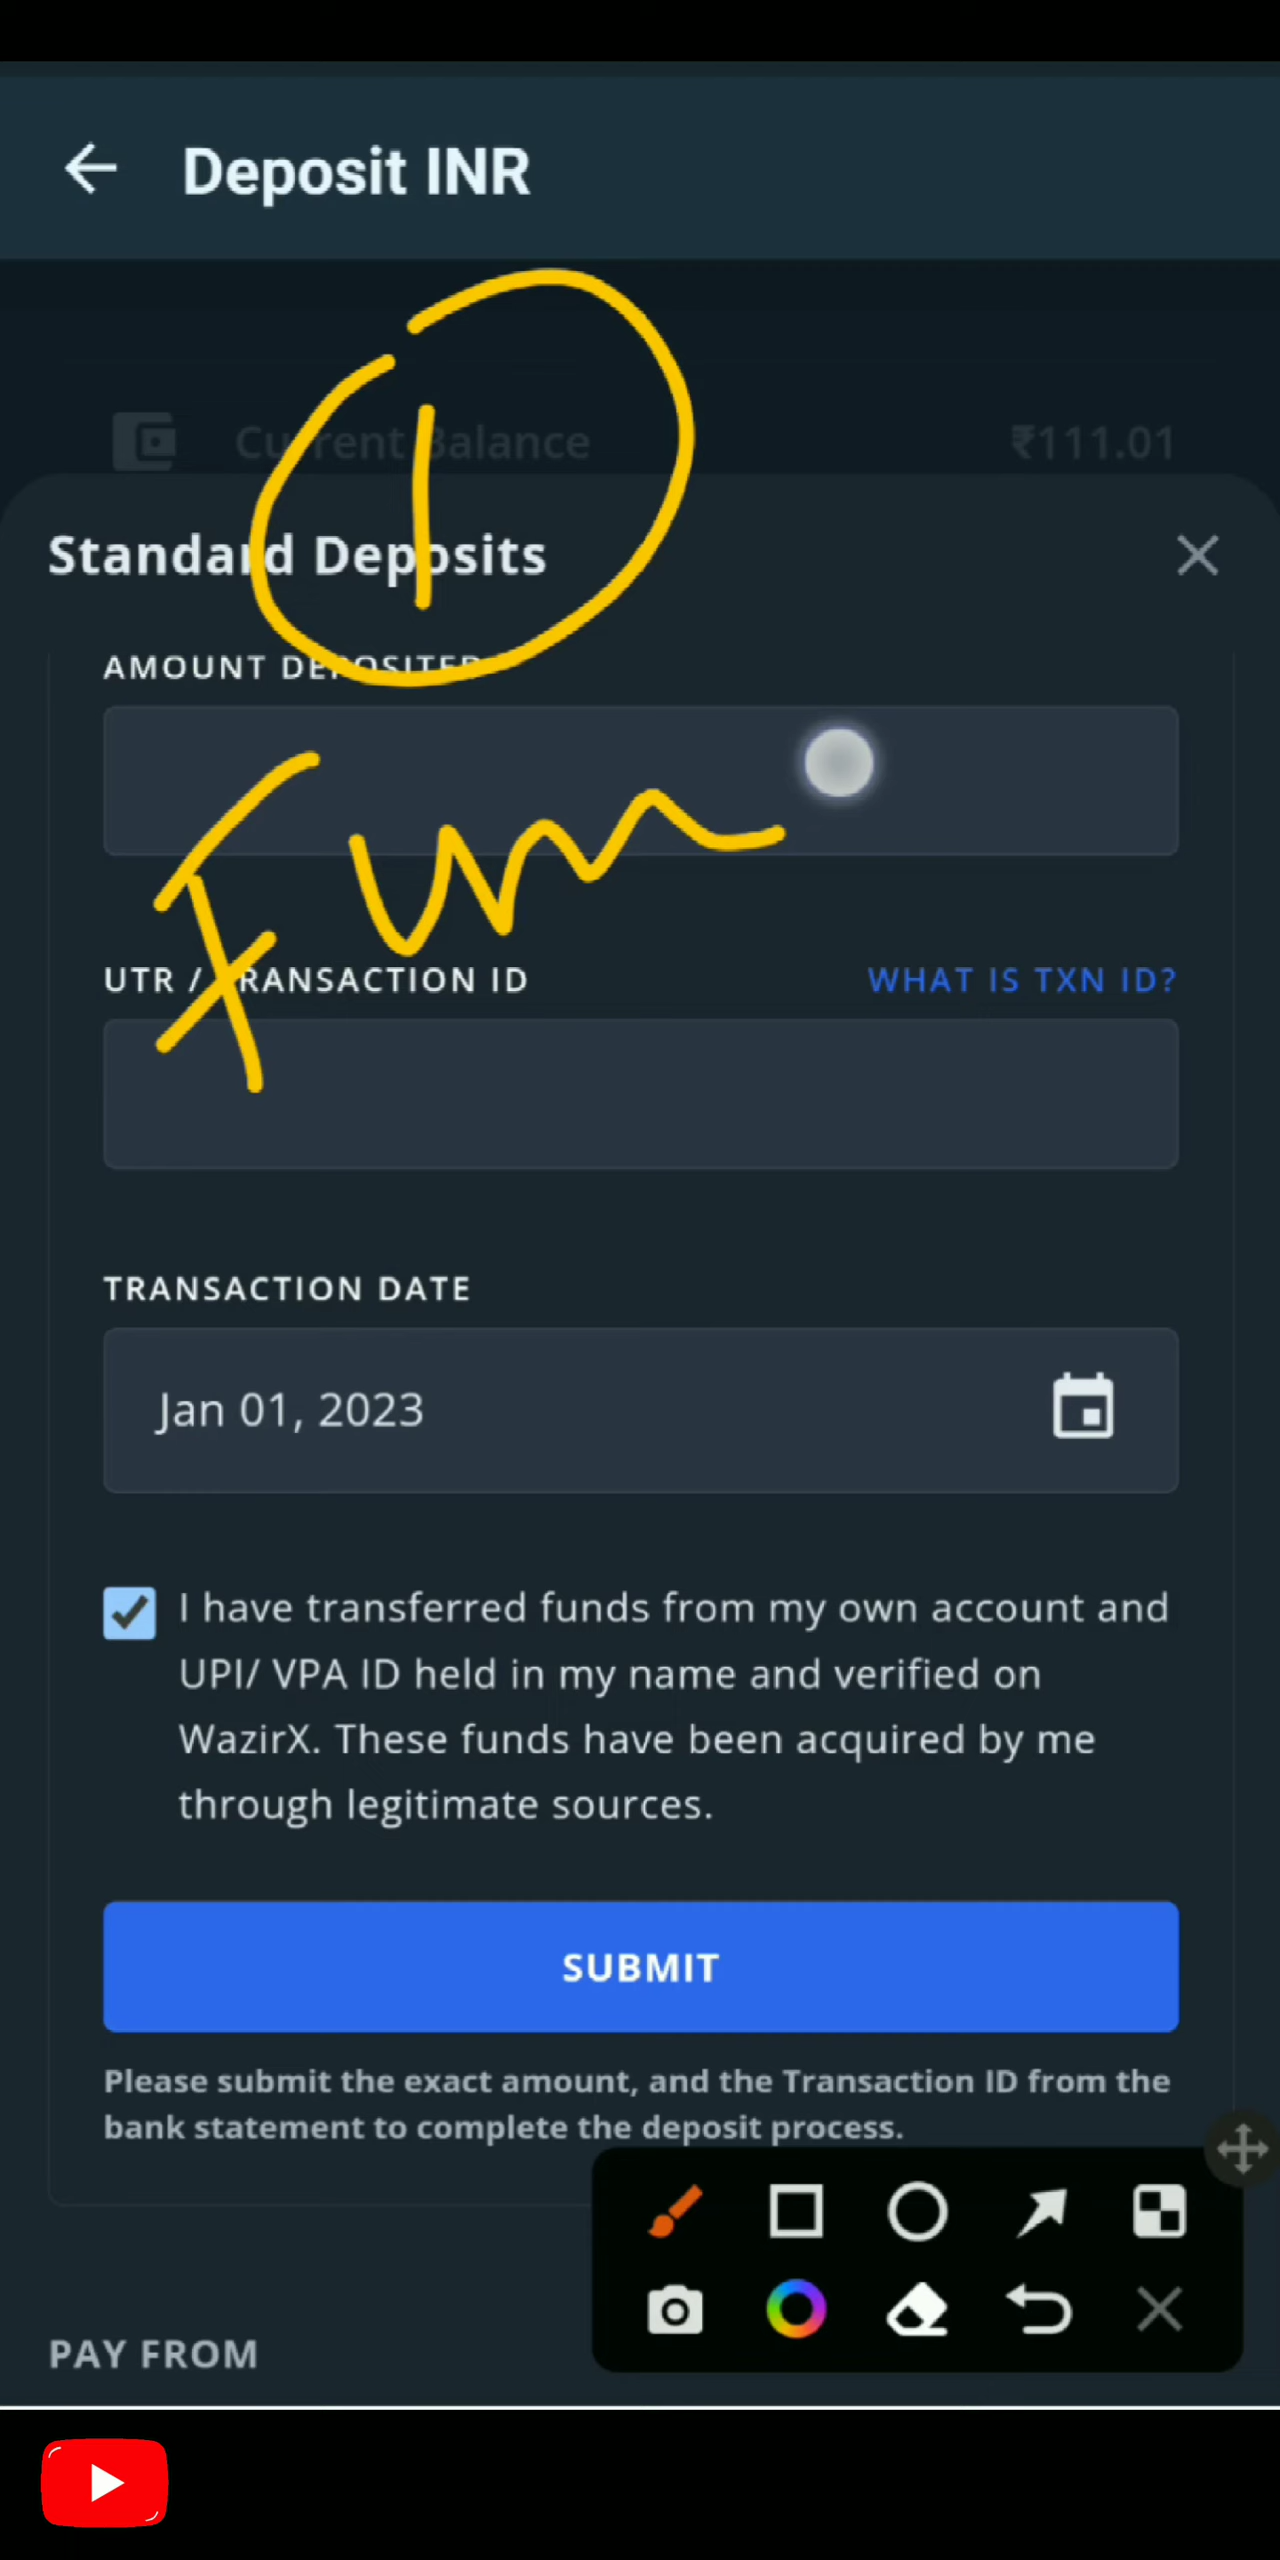 Deposit INR
Current Balance ₹111.01
1
Standard Deposits
AMOUNT DEPOSITED
UTR / TRANSACTION ID WHAT IS TXN ID?
TRANSACTION DATE
Jan 01, 2023
I have transferred funds from my own account and
UPI/ VPA ID held in my name and verified on
WazirX. These funds have been acquired by me
through legitimate sources.
SUBMIT
Please submit the exact amount, and the Transaction ID from the
bank statement to complete the deposit process.
PAY FROM